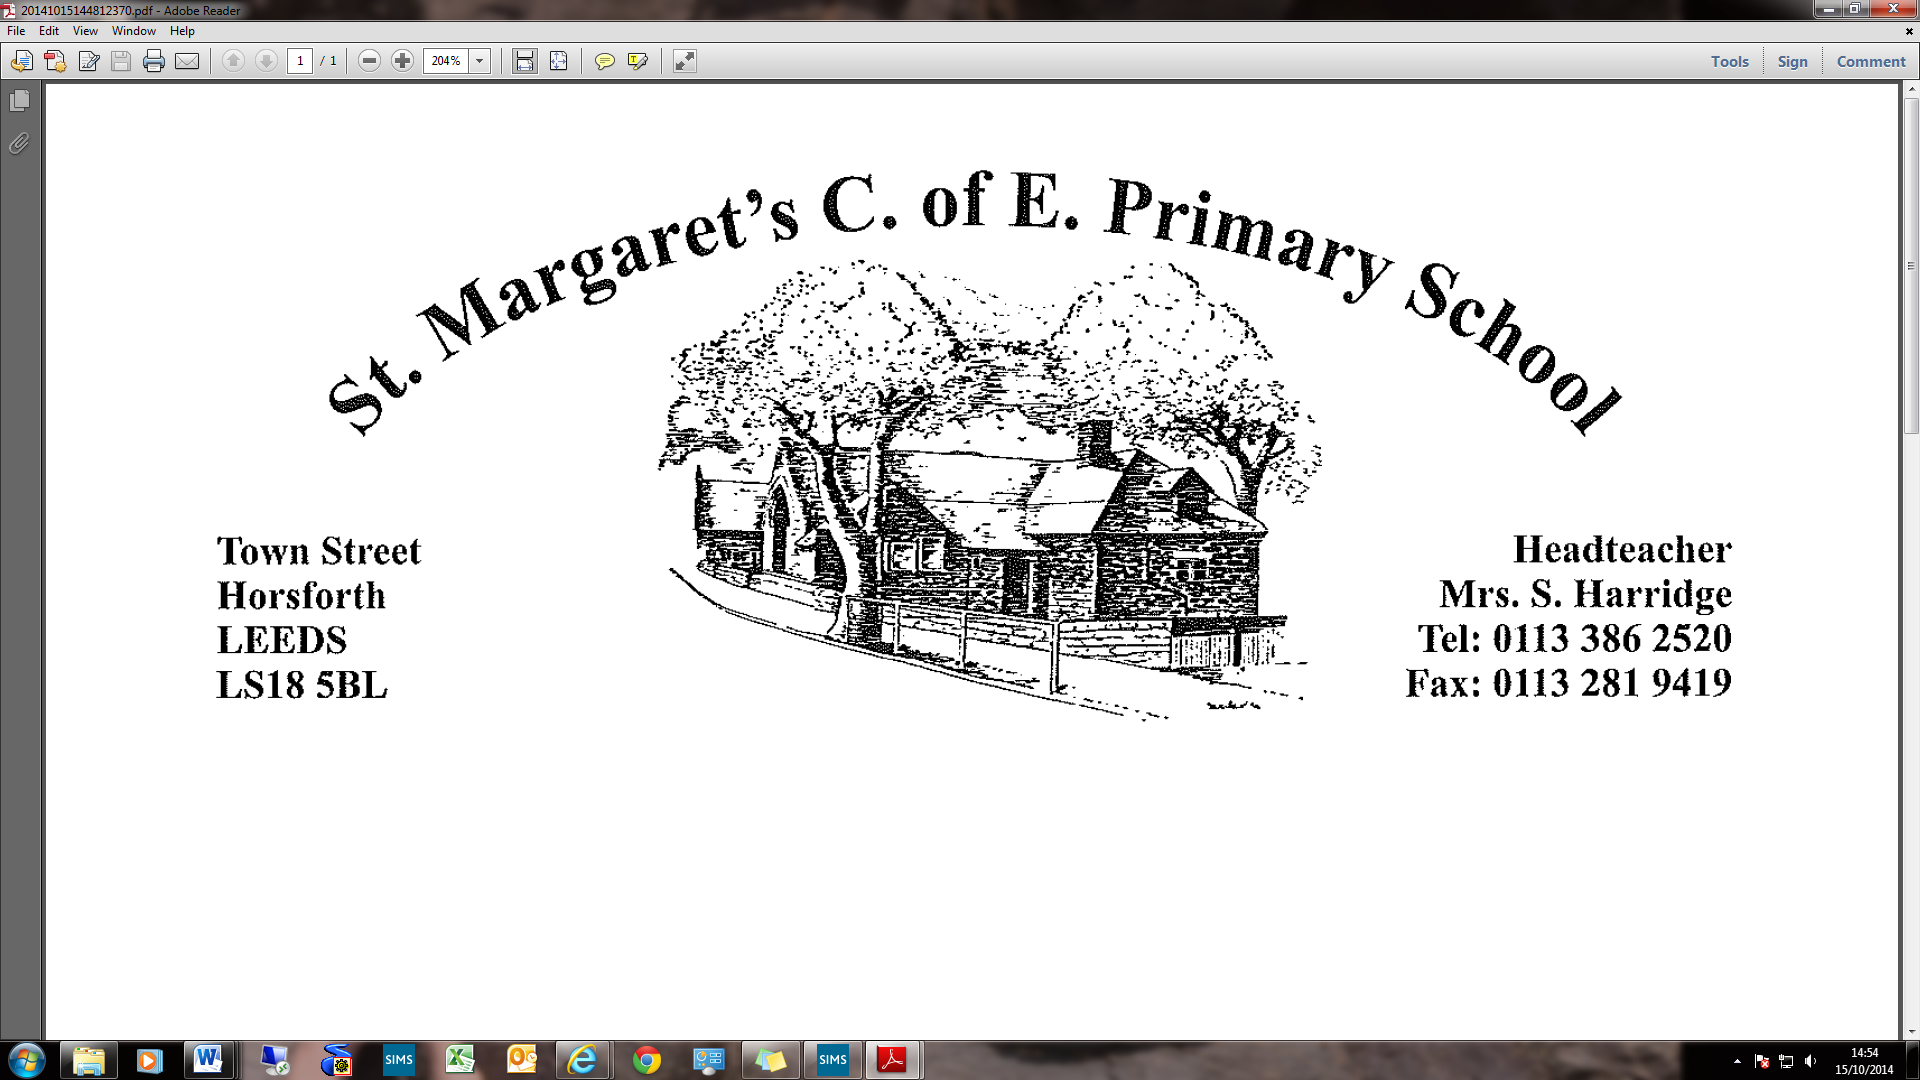 20141015144812370.pdf - Adobe Reader
File Edit View Window Help
1 / 1 204% Tools Sign Comment
St. Margaret's C. of E. Primary School
Town Street
Horsforth
LEEDS
LS18 5BL
Headteacher
Mrs. S. Harridge
Tel: 0113 386 2520
Fax: 0113 281 9419
SIMS SIMS
14:54
15/10/2014